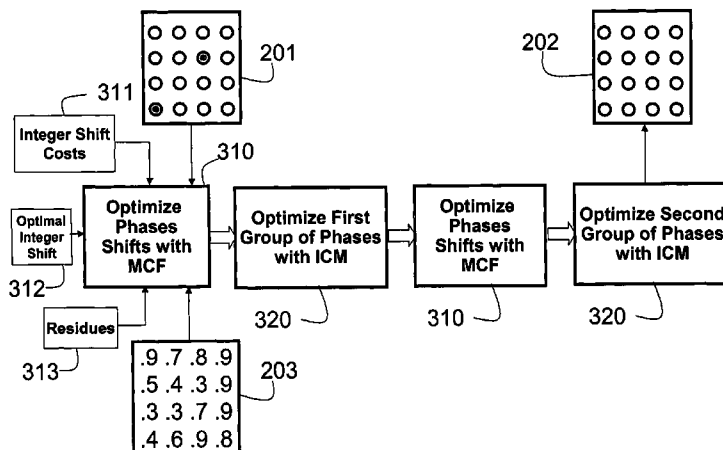 201
202
311
Integer Shift
Costs
310
Optimal
Integer
Shift
312
Optimize
Phases
Shifts with
MCF
Optimize First
Group of Phases
with ICM
320
Optimize
Phases
Shifts with
MCF
310
Optimize Second
Group of Phases
with ICM
320
Residues
313
203
.9 .7 .8 .9
.5 .4 .3 .9
.3 .3 .7 .9
.4 .6 .9 .8